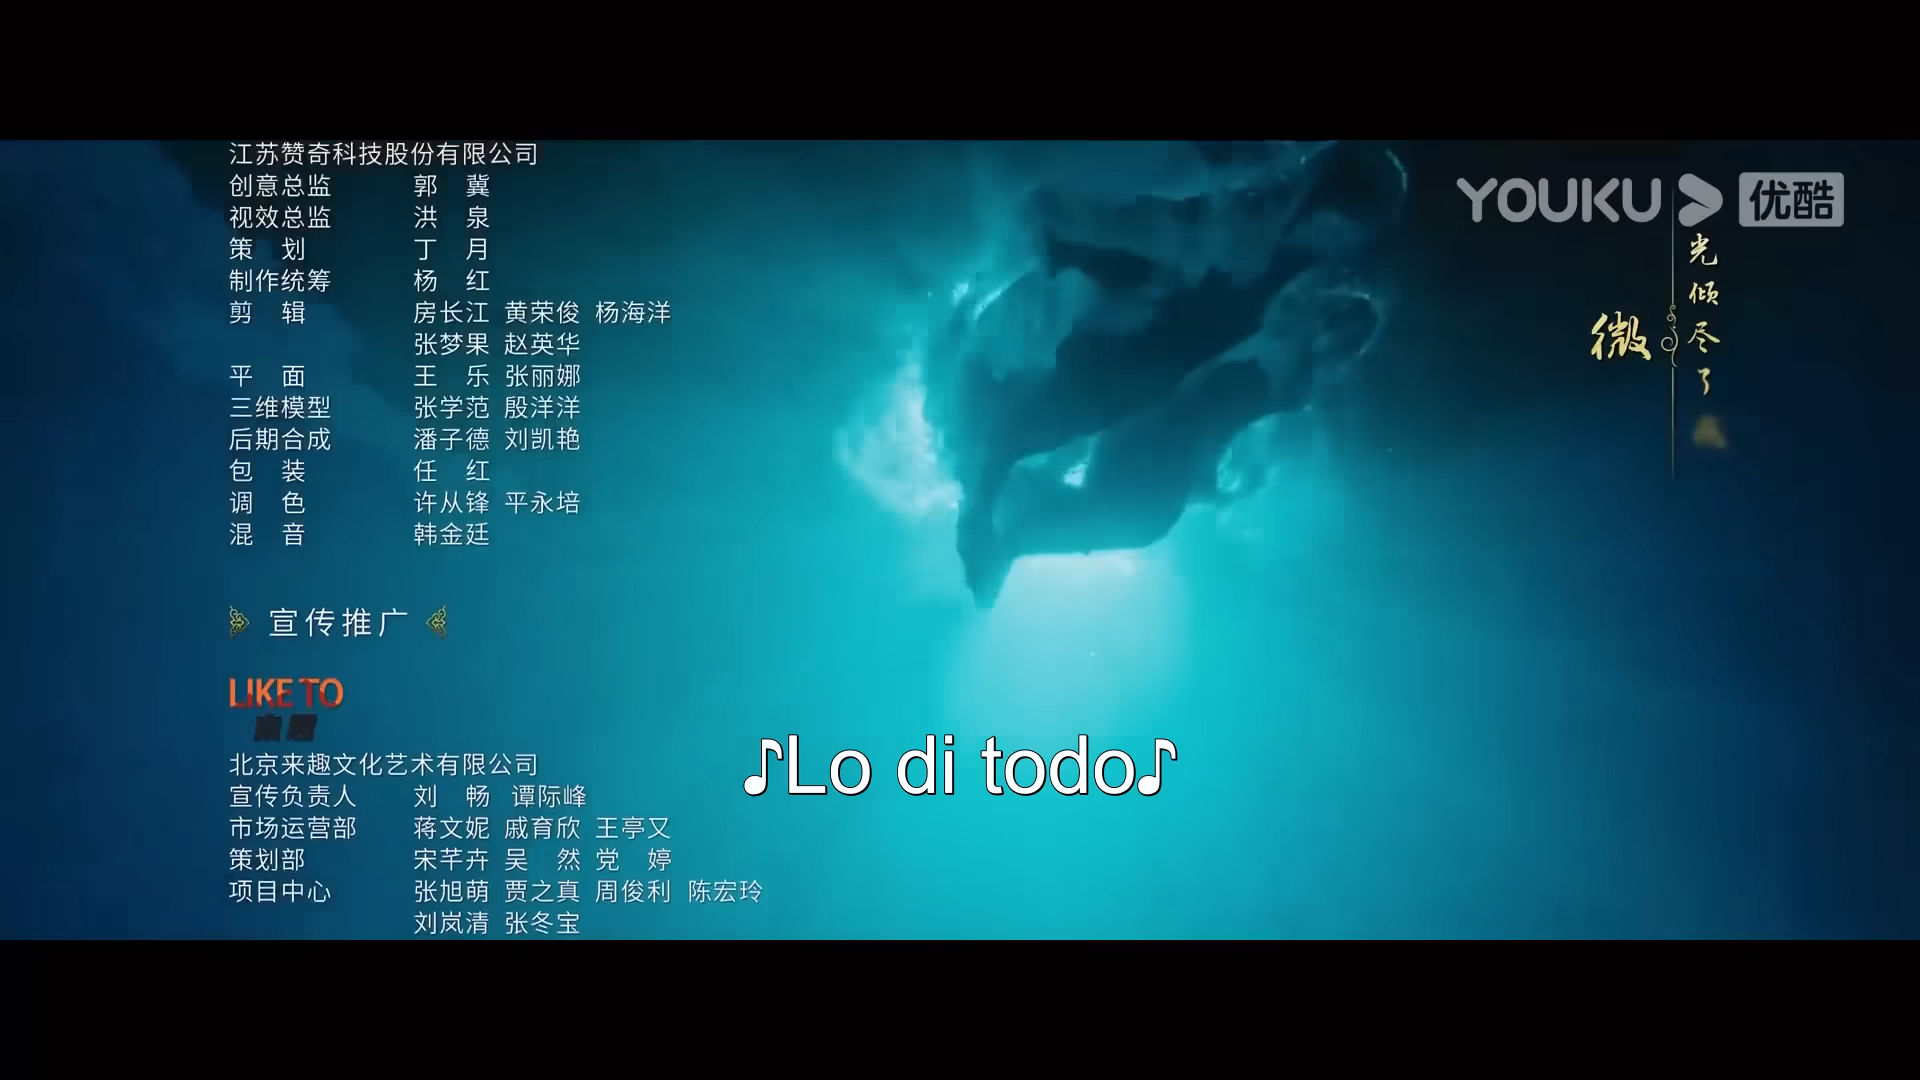 江苏赞奇科技股份有限公司
创意总监 郭 冀
视效总监 洪 泉
策 划 丁 月
制作统筹 杨 红
剪 辑 房长江 黄荣俊 杨海洋
张梦果 赵英华
平 面 王 乐 张丽娜
三维模型 张学范 殷洋洋
后期合成 潘子德 刘凯艳
包 装 任 红
调 色 许从锋 平永培
混 音 韩金廷
宣传推广
LIKE TO
北京来趣文化艺术有限公司
宣传负责人 刘 畅 谭际峰
市场运营部 蒋文妮 戚育欣 王亭又
策划部 宋芊卉 吴 然 党 婷
项目中心 张旭萌 贾之真 周俊利 陈宏玲
刘岚清 张冬宝
♪Lo di todo♪
YOUKU 优酷
微
光倾尽了